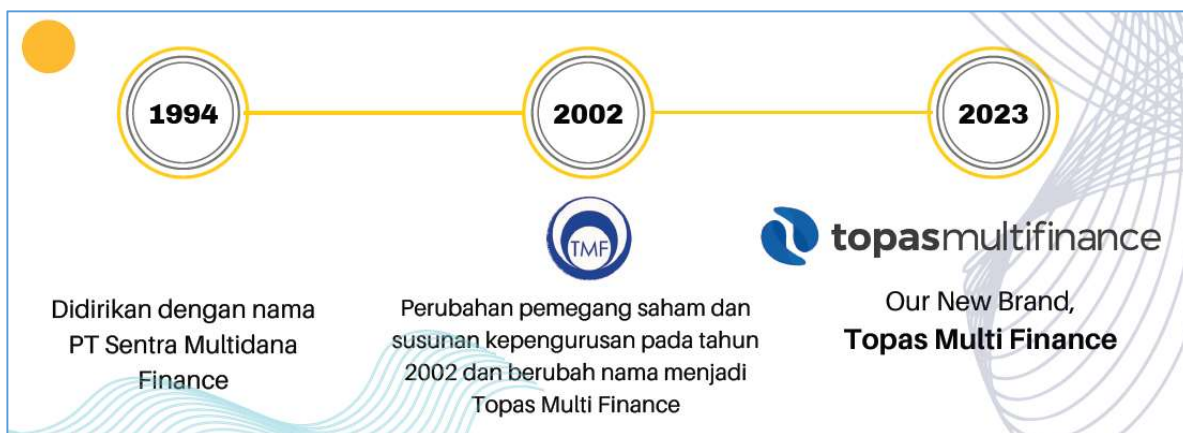 1994
2002
2023
TMF
topasmultifinance
Didirikan dengan nama
PT Sentra Multidana
Finance
Perubahan pemegang saham dan
susunan kepengurusan pada tahun
2002 dan berubah nama menjadi
Topas Multi Finance
Our New Brand,
Topas Multi Finance